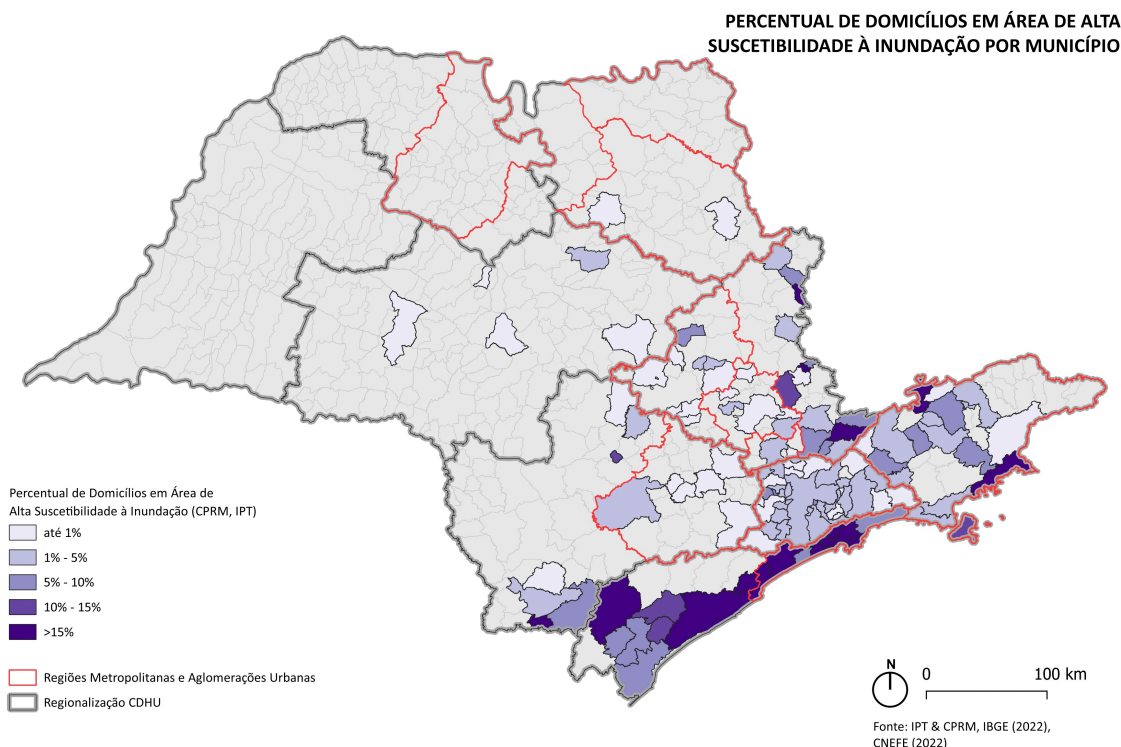 PERCENTUAL DE DOMICÍLIOS EM ÁREA DE ALTA
SUSCETIBILIDADE À INUNDAÇÃO POR MUNICÍPIO
Percentual de Domicílios em Área de
Alta Suscetibilidade à Inundação (CPRM, IPT)
até 1%
1% - 5%
5% - 10%
10% - 15%
>15%
Regiões Metropolitanas e Aglomerações Urbanas
Regionalização CDHU
N
0 100 km
Fonte: IPT & CPRM, IBGE (2022),
CNEFE (2022)